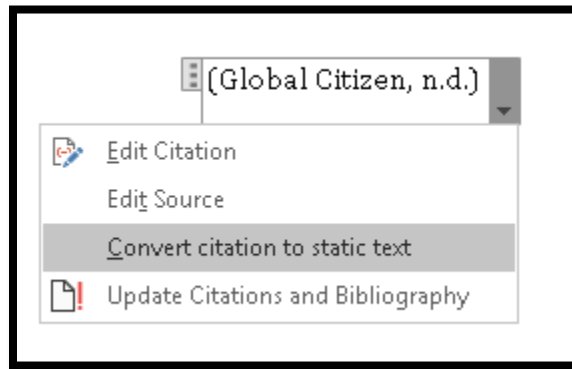 (Global Citizen, n.d.)
Edit Citation
Edit Source
Convert citation to static text
Update Citations and Bibliography